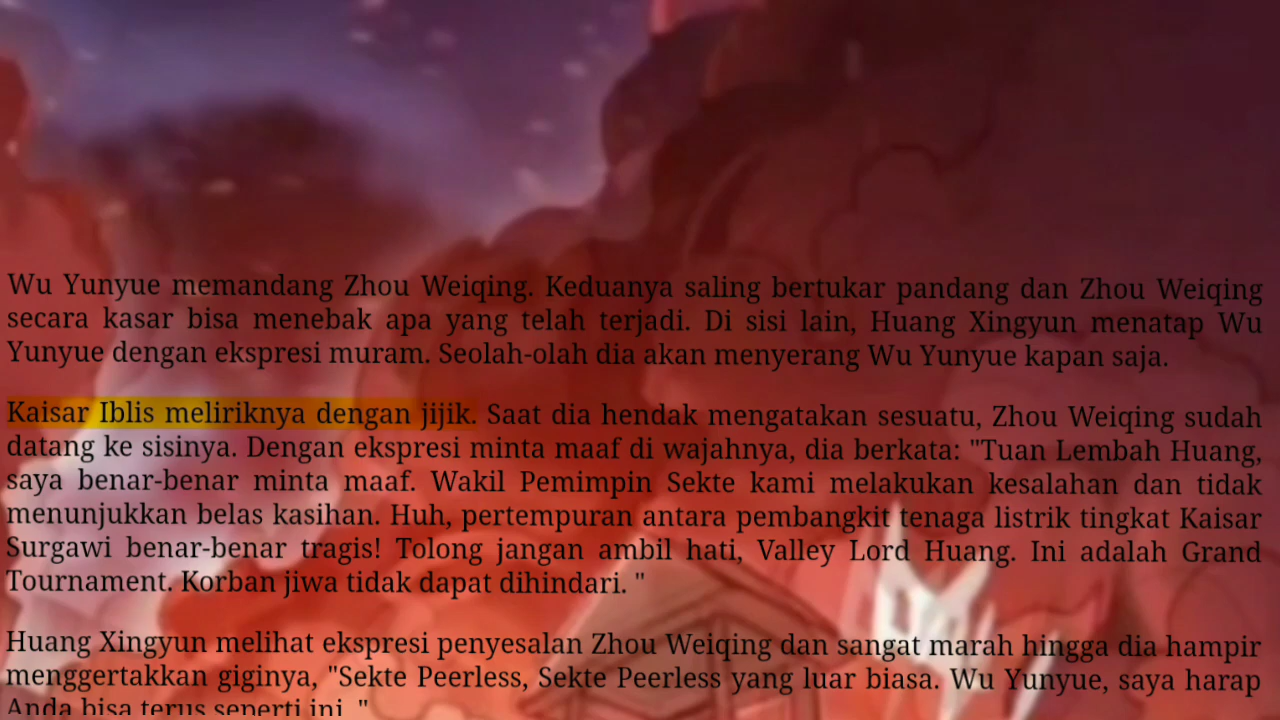 Wu Yunyue memandang Zhou Weiqing. Keduanya saling bertukar pandang dan Zhou Weiqing
secara kasar bisa menebak apa yang telah terjadi. Di sisi lain, Huang Xingyun menatap Wu
Yunyue dengan ekspresi muram. Seolah-olah dia akan menyerang Wu Yunyue kapan saja.
Kaisar Iblis meliriknya dengan jijik. Saat dia hendak mengatakan sesuatu, Zhou Weiqing sudah
datang ke sisinya. Dengan ekspresi minta maaf di wajahnya, dia berkata: "Tuan Lembah Huang,
saya benar-benar minta maaf. Wakil Pemimpin Sekte kami melakukan kesalahan dan tidak
menunjukkan belas kasihan. Huh, pertempuran antara pembangkit tenaga listrik tingkat Kaisar
Surgawi benar-benar tragis! Tolong jangan ambil hati, Valley Lord Huang. Ini adalah Grand
Tournament. Korban jiwa tidak dapat dihindari. "
Huang Xingyun melihat ekspresi penyesalan Zhou Weiqing dan sangat marah hingga dia hampir
menggertakkan giginya, "Sekte Peerless, Sekte Peerless yang luar biasa. Wu Yunyue, saya harap
Anda bisa terus seperti ini. "